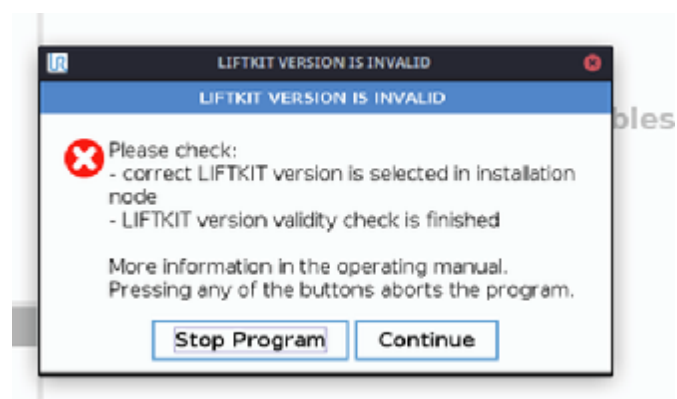 UR
LIFTKIT VERSION IS INVALID
LIFTKIT VERSION IS INVALID
bles
Please check:
- correct LIFTKIT version is selected in installation
node
- LIFTKIT version validity check is finished
More information in the operating manual.
Pressing any of the buttons aborts the program.
Stop Program
Continue